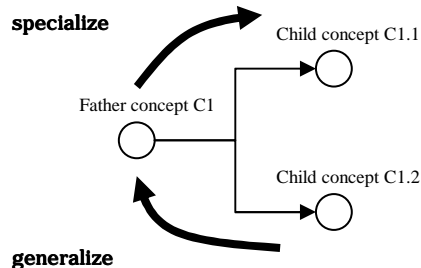 specialize
Child concept C1.1
Father concept C1
Child concept C1.2
generalize